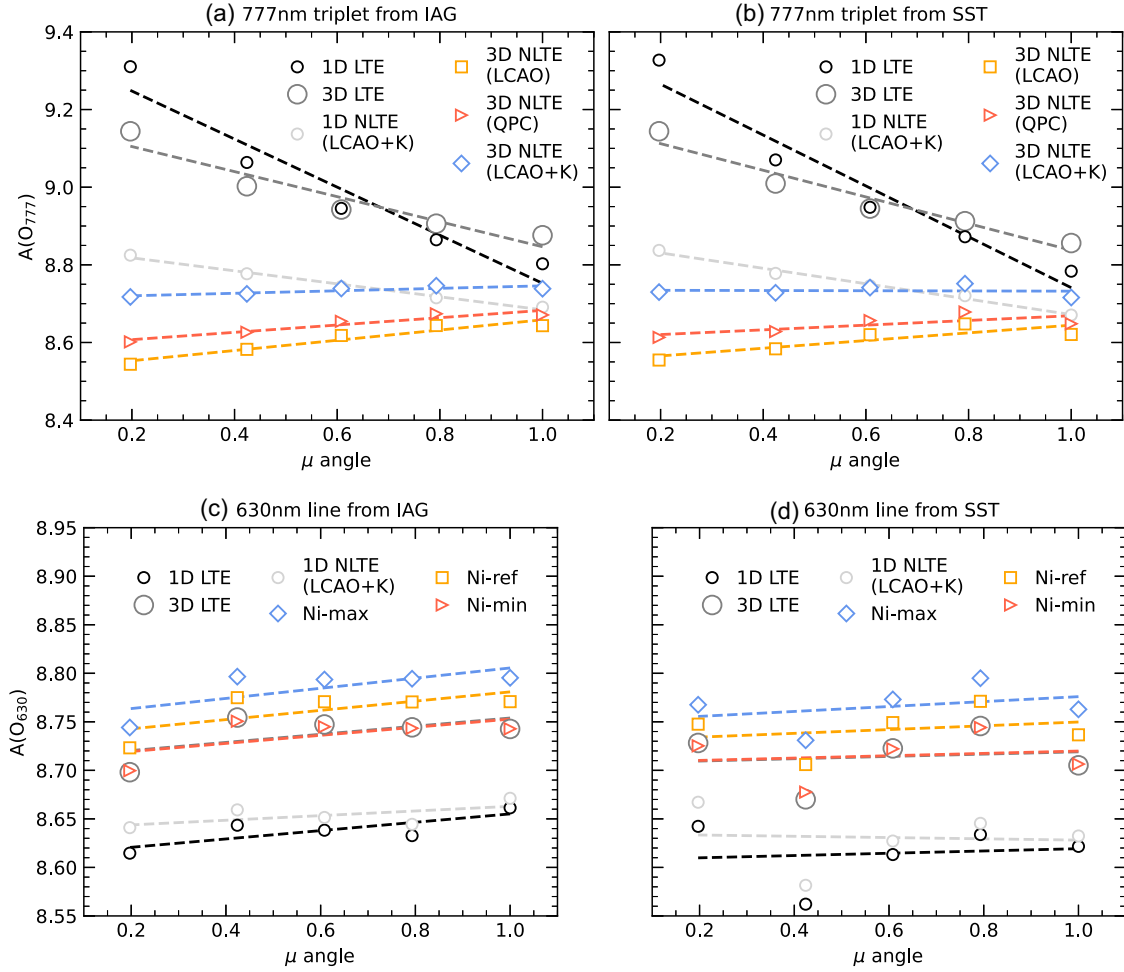 (a) 777nm triplet from IAG
(b) 777nm triplet from SST
9.4
9.2
9.0
8.8
8.6
8.4
A(O₇₇₇)
1D LTE
3D LTE
1D NLTE
(LCAO+K)
3D NLTE
(LCAO)
3D NLTE
(QPC)
3D NLTE
(LCAO+K)
0.2 0.4 0.6 0.8 1.0
μ angle
1D LTE
3D LTE
1D NLTE
(LCAO+K)
3D NLTE
(LCAO)
3D NLTE
(QPC)
3D NLTE
(LCAO+K)
0.2 0.4 0.6 0.8 1.0
μ angle
(c) 630nm line from IAG
(d) 630nm line from SST
8.95
8.90
8.85
8.80
8.75
8.70
8.65
8.60
8.55
A(O₆₃₀)
1D LTE
3D LTE
1D NLTE
(LCAO+K)
Ni-max
Ni-ref
Ni-min
0.2 0.4 0.6 0.8 1.0
μ angle
1D LTE
3D LTE
1D NLTE
(LCAO+K)
Ni-max
Ni-ref
Ni-min
0.2 0.4 0.6 0.8 1.0
μ angle